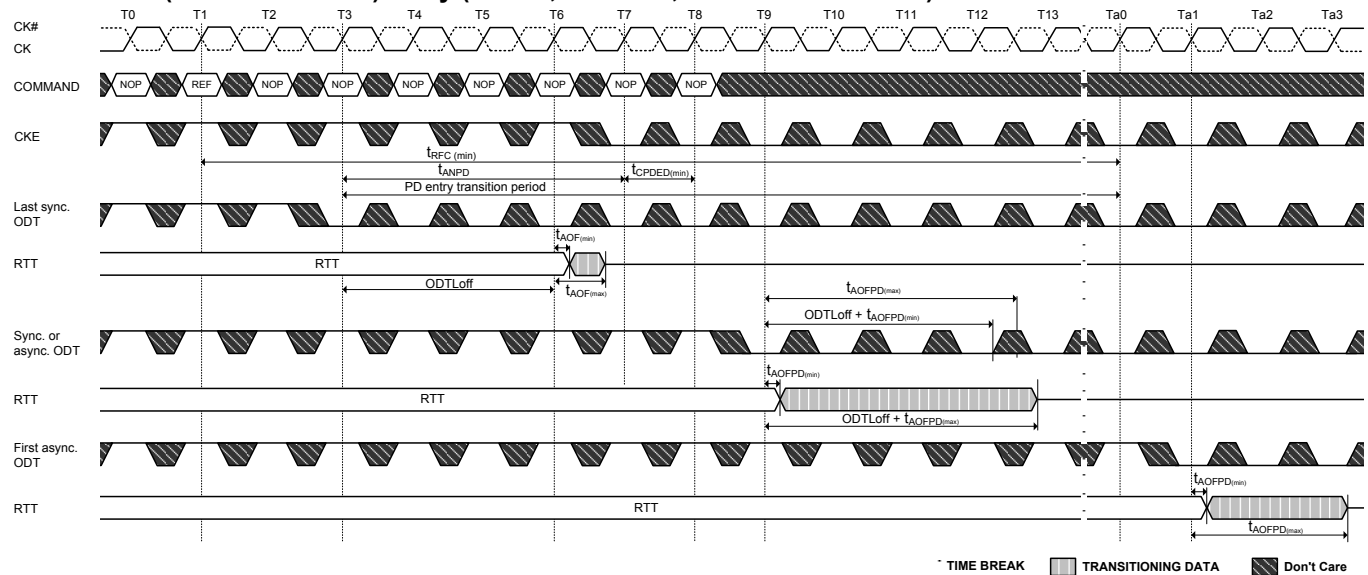 T0 T1 T2 T3 T4 T5 T6 T7 T8 T9 T10 T11 T12 T13 Ta0 Ta1 Ta2 Ta3
CK#
CK
COMMAND NOP REF NOP NOP NOP NOP NOP NOP NOP
CKE
tRFC (min)
tANPD tCPDED(min)
PD entry transition period
Last sync.
ODT
tAOF(min)
RTT RTT
ODTLoff tAOF(max)
tAOFPD(max)
ODTLoff + tAOFPD(min)
Sync. or
async. ODT
tAOFPD(min)
RTT RTT
ODTLoff + tAOFPD(max)
First async.
ODT
tAOFPD(min)
RTT RTT
tAOFPD(max)
TIME BREAK TRANSITIONING DATA Don't Care